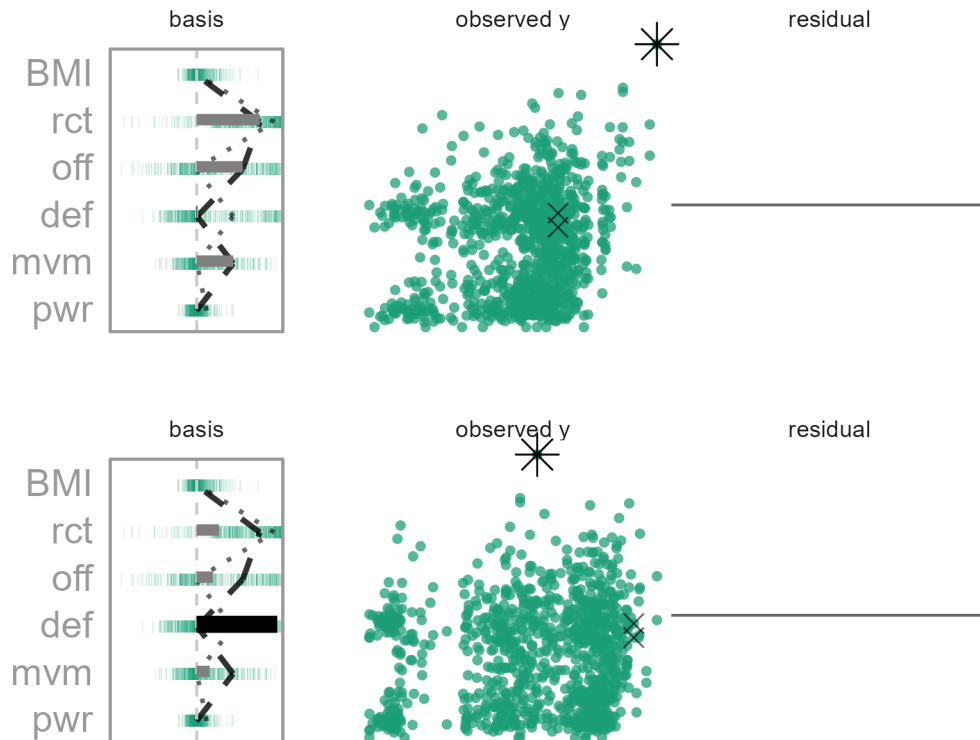 basis observed y residual
BMI
rct
off
def
mvm
pwr
basis observed y residual
BMI
rct
off
def
mvm
pwr